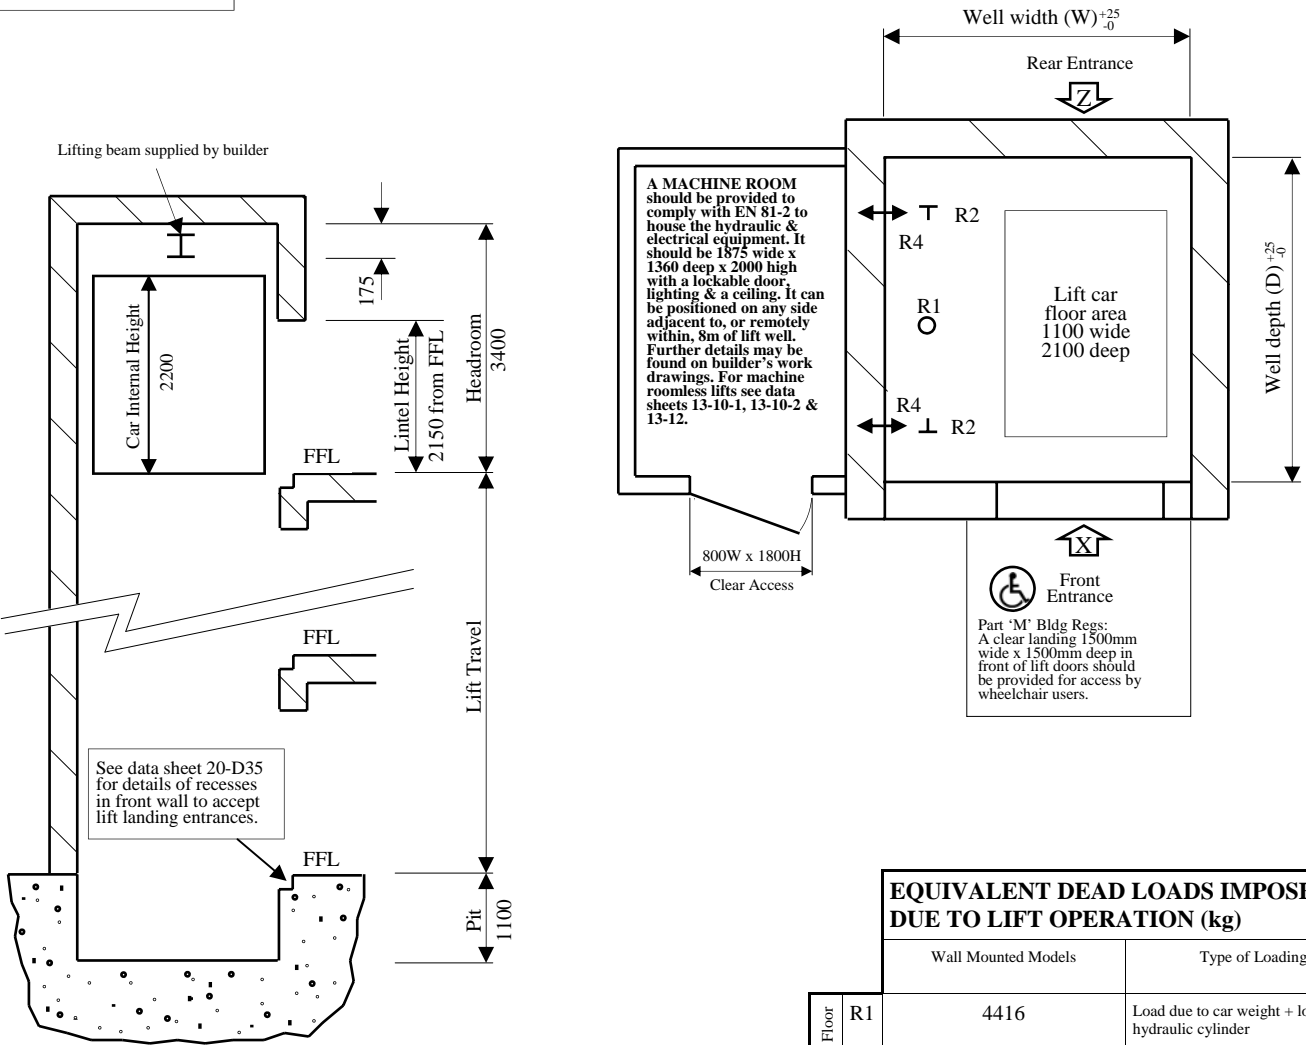 Lifting beam supplied by builder
175
Car Internal Height
2200
Lintel Height
2150 from FFL
Headroom
3400
FFL
FFL
Lift Travel
See data sheet 20-D35
for details of recesses
in front wall to accept
lift landing entrances.
FFL
Pit
1100
Well width (W) +25 -0
Rear Entrance
Z
A MACHINE ROOM
should be provided to
comply with EN 81-2 to
house the hydraulic &
electrical equipment. It
should be 1875 wide x
1360 deep x 2000 high
with a lockable door,
lighting & a ceiling. It can
be positioned on any side
adjacent to, or remotely
within, 8m of lift well.
Further details may be
found on builder's work
drawings. For machine
roomless lifts see data
sheets 13-10-1, 13-10-2 &
13-12.
R2
R4
R1
R4
R2
Lift car
floor area
1100 wide
2100 deep
Well depth (D) +25 -0
800W x 1800H
Clear Access
X
Front
Entrance
Part ‘M’ Bldg Regs:
A clear landing 1500mm
wide x 1500mm deep in
front of lift doors should
be provided for access by
wheelchair users.
EQUIVALENT DEAD LOADS IMPOSE
DUE TO LIFT OPERATION (kg)
Wall Mounted Models
Type of Loading
Floor
R1
4416
Load due to car weight + lo
hydraulic cylinder